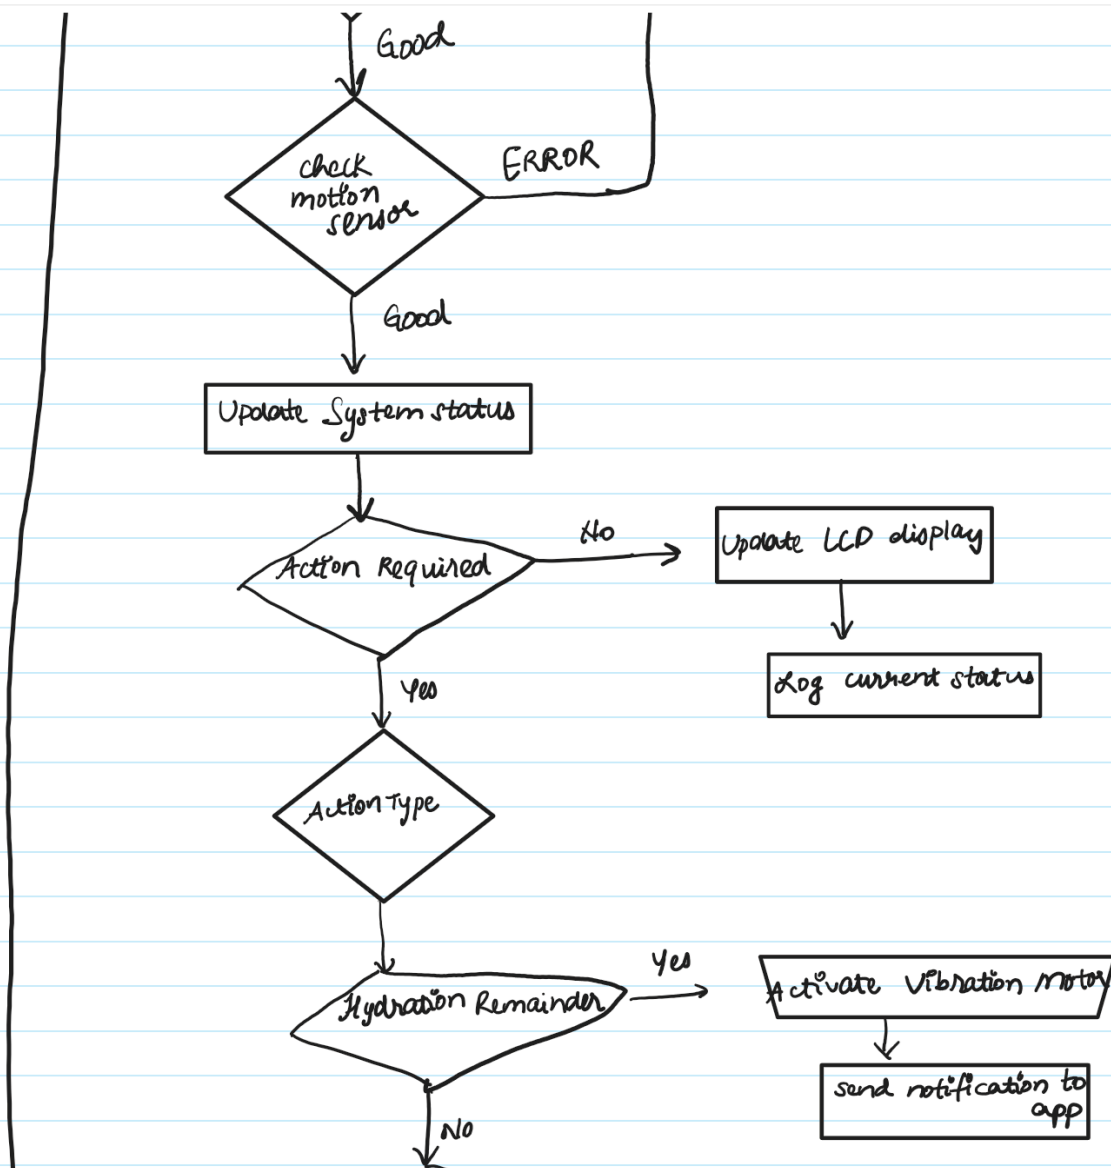 Good
check
motion
sensor
ERROR
Good
Update System status
Action Required
No
Update LCD display
Log current status
Yes
Action Type
Hydration Remainder
Yes
Activate Vibration Motor
send notification to
app
No